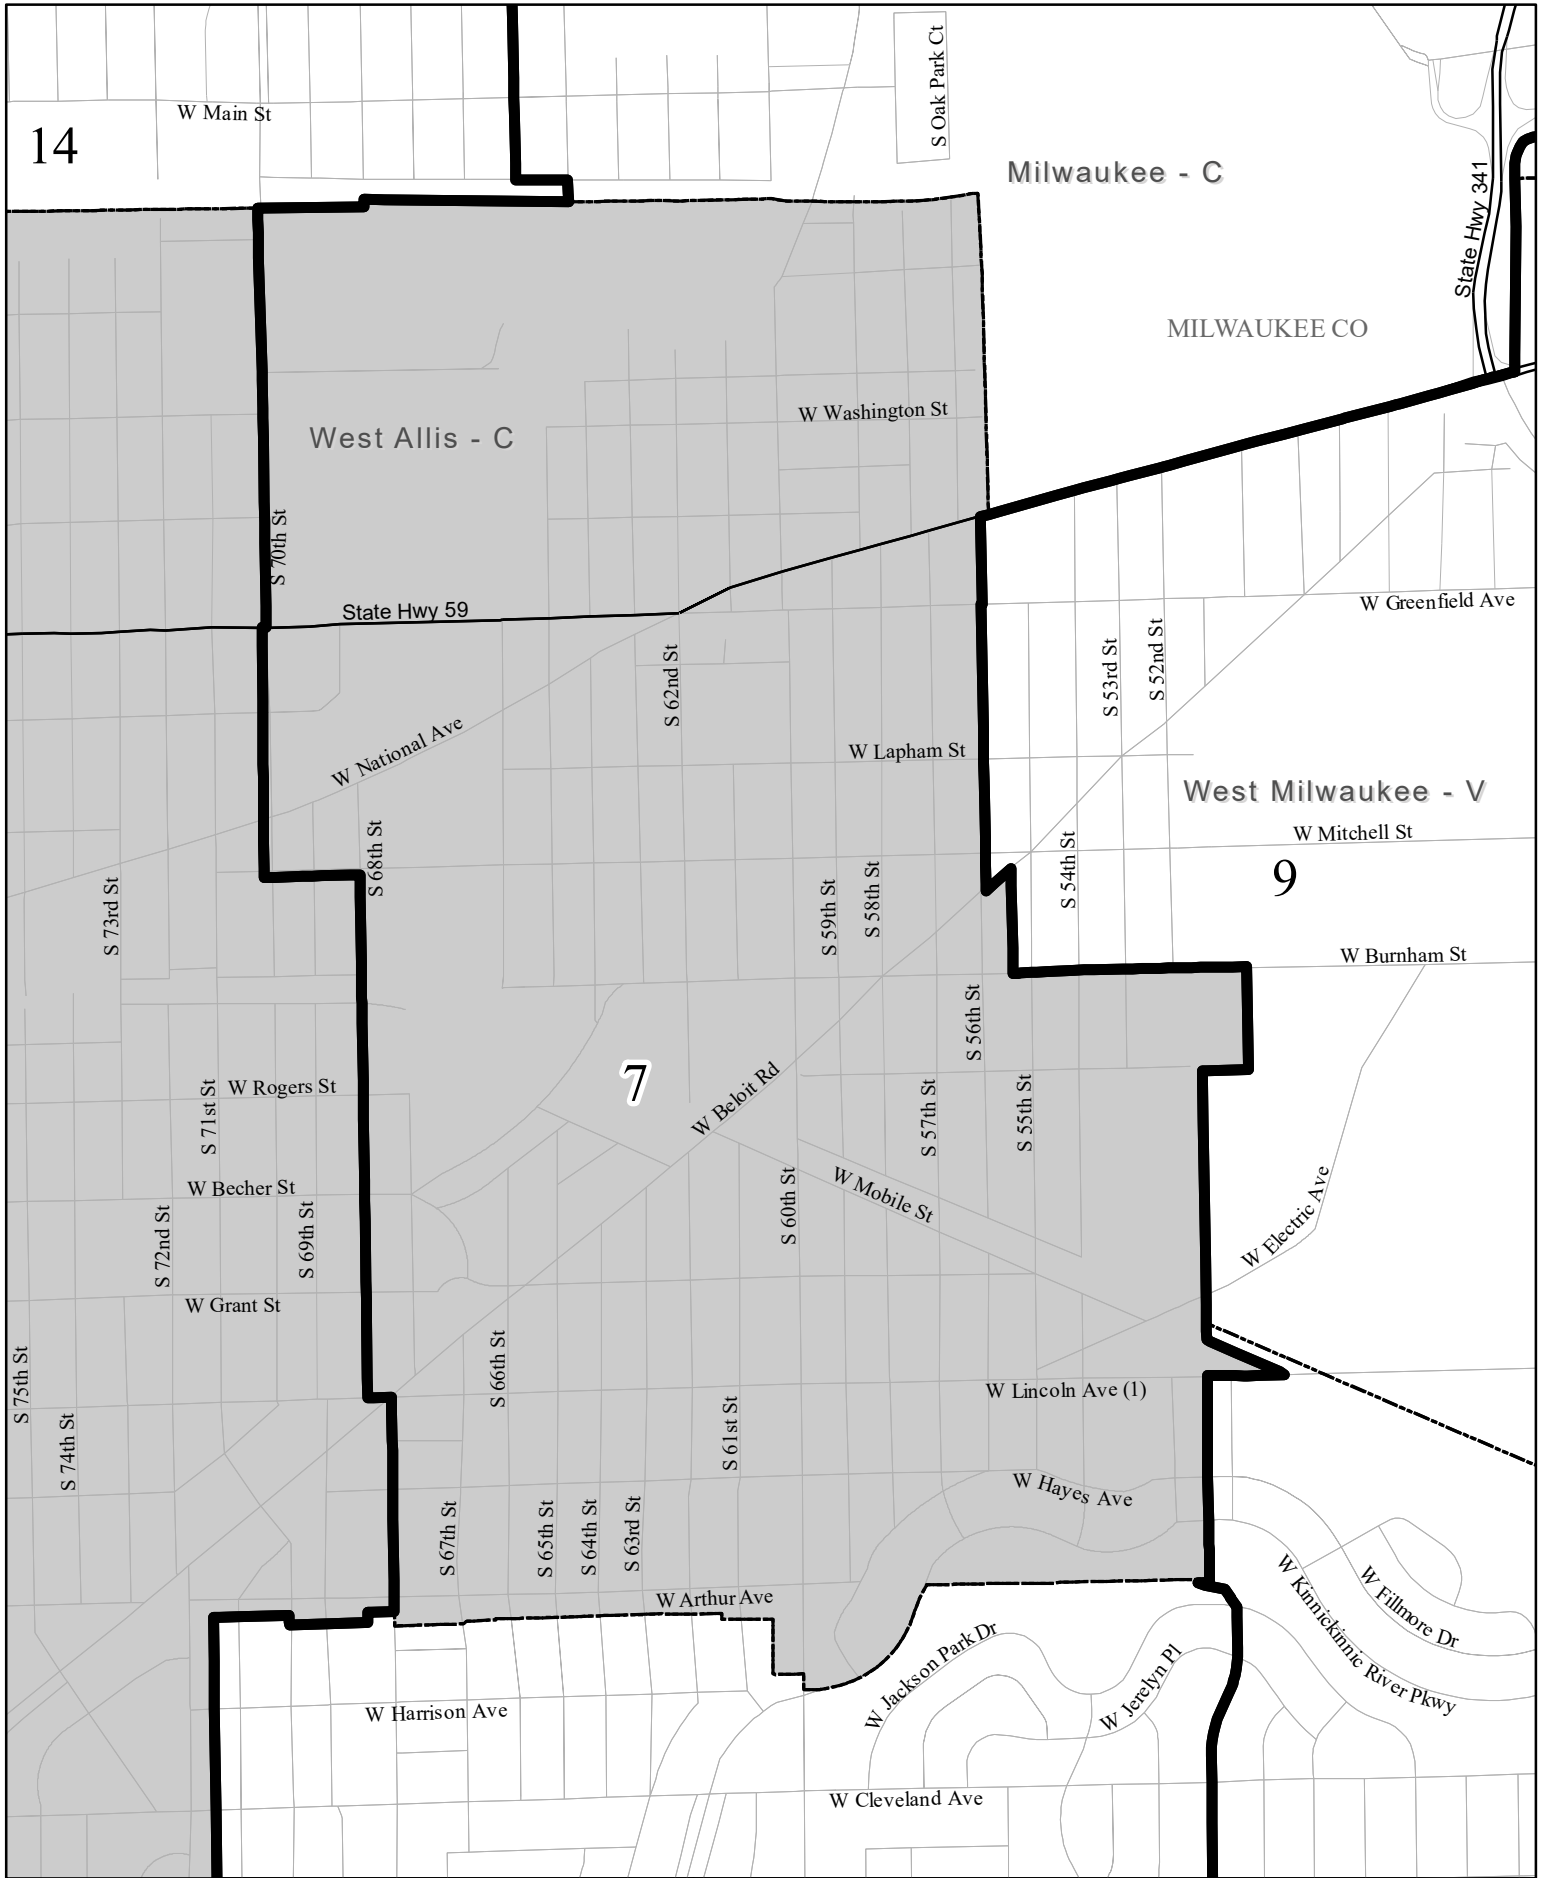 S Oak Park Ct
W Main St
14
Milwaukee - C
State Hwy 341
MILWAUKEE CO
W Washington St
West Allis - C
S 70th St
State Hwy 59
W Greenfield Ave
S 62nd St
S 53rd St
S 52nd St
W National Ave
W Lapham St
West Milwaukee - V
W Mitchell St
S 68th St
S 54th St
9
S 73rd St
S 59th St
S 58th St
W Burnham St
S 56th St
7
W Rogers St
S 71st St
W Beloit Rd
S 57th St
S 55th St
W Becher St
S 60th St
W Mobile St
S 72nd St
S 69th St
W Electric Ave
W Grant St
S 75th St
S 66th St
W Lincoln Ave (1)
S 74th St
S 61st St
W Hayes Ave
S 67th St
S 65th St
S 64th St
S 63rd St
W Arthur Ave
W Kinnickinnic River Pkwy
W Fillmore Dr
W Jackson Park Dr
W Jerelyn Pl
W Harrison Ave
W Cleveland Ave